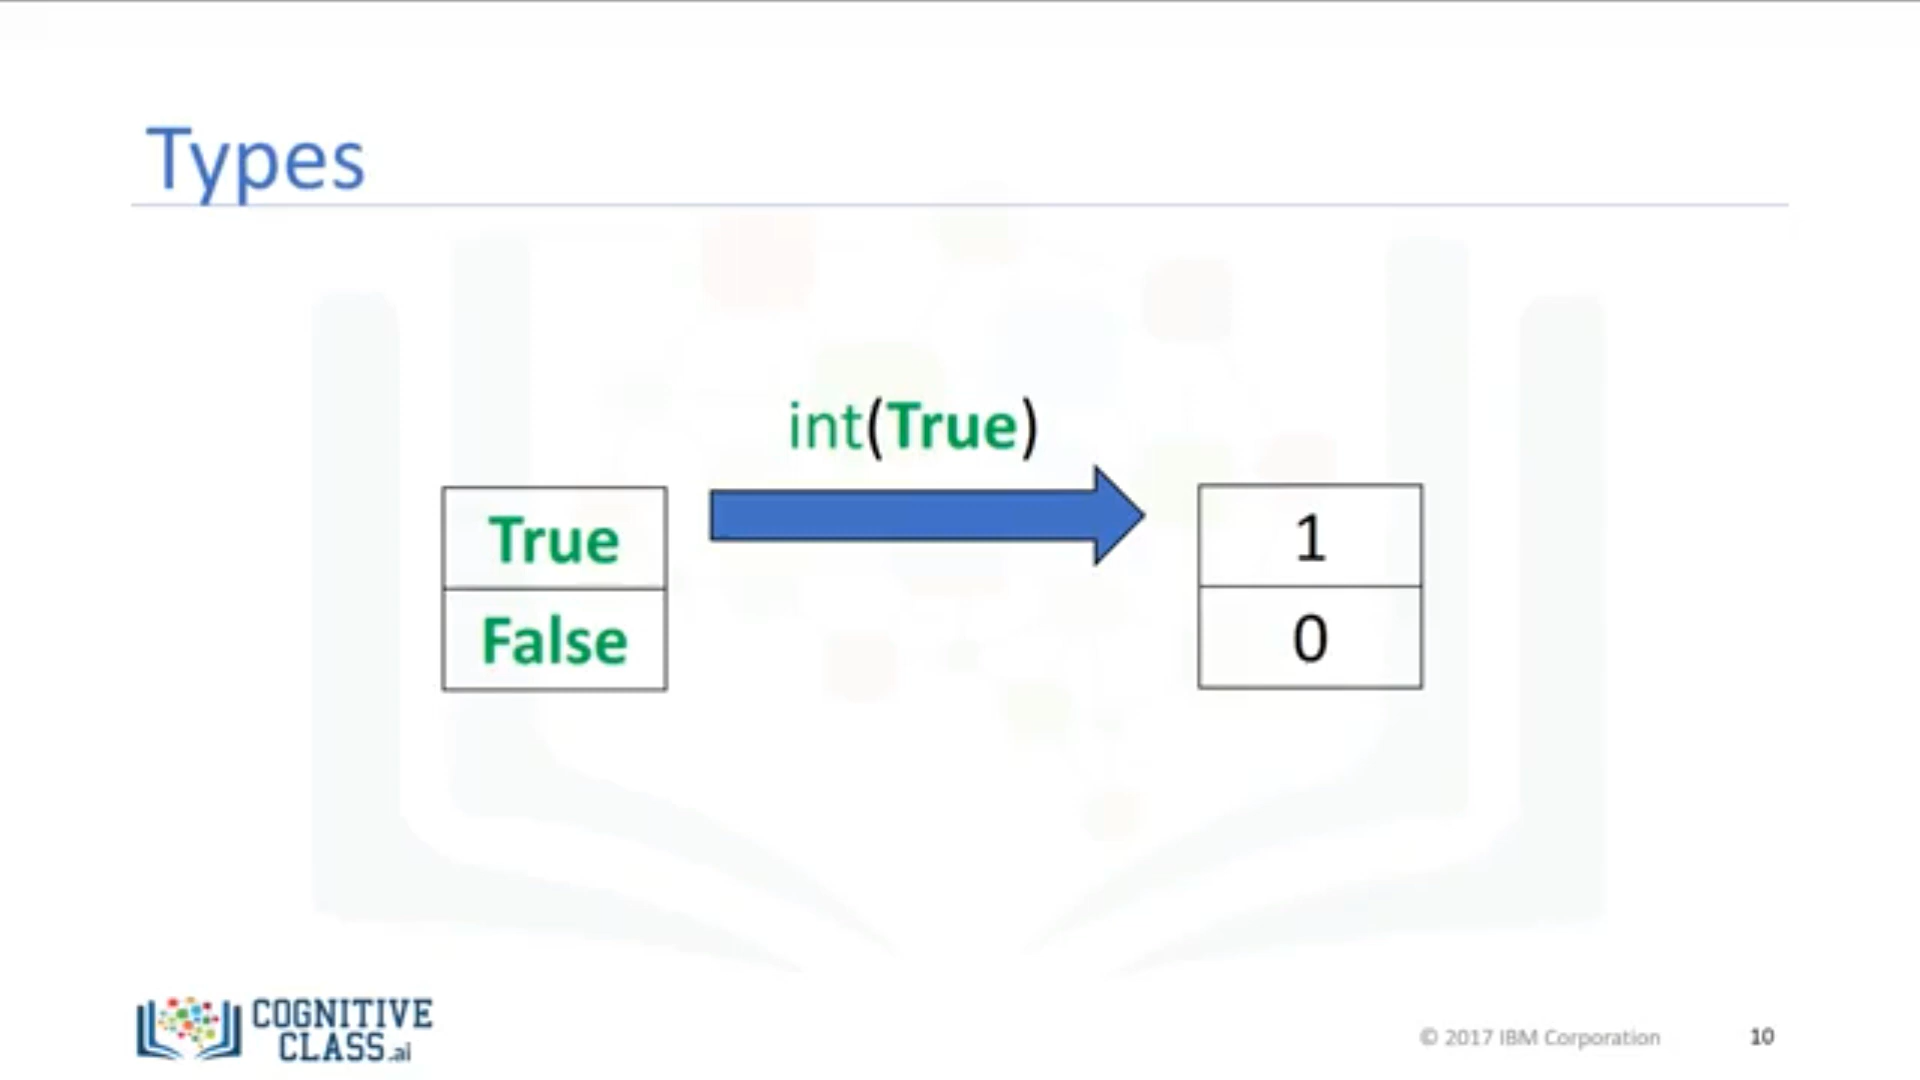 Types
int(True)
True
1
False
0
COGNITIVE
CLASS.ai
© 2017 IBM Corporation
10